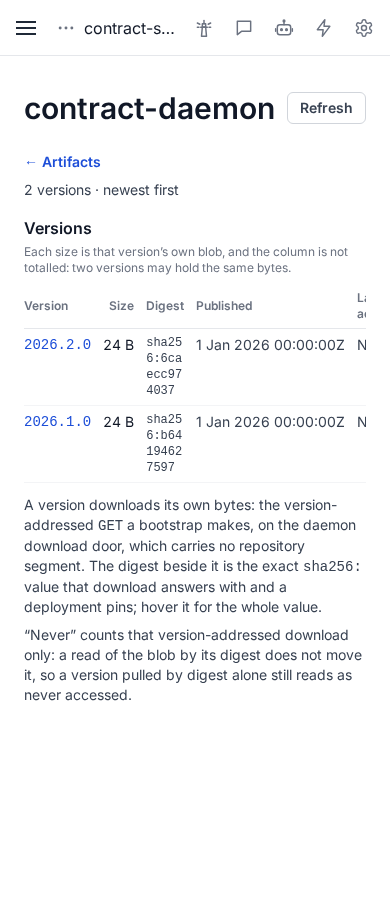 contract-s…
contract-daemon
Refresh
← Artifacts
2 versions · newest first
Versions
Each size is that version’s own blob, and the column is not
totalled: two versions may hold the same bytes.
Version Size Digest Published
2026.2.0 24 B sha25 1 Jan 2026 00:00:00Z
6:6ca
ecc97
4037
2026.1.0 24 B sha25 1 Jan 2026 00:00:00Z
6:b64
19462
7597
A version downloads its own bytes: the version-
addressed GET a bootstrap makes, on the daemon
download door, which carries no repository
segment. The digest beside it is the exact sha256:
value that download answers with and a
deployment pins; hover it for the whole value.
“Never” counts that version-addressed download
only: a read of the blob by its digest does not move
it, so a version pulled by digest alone still reads as
never accessed.